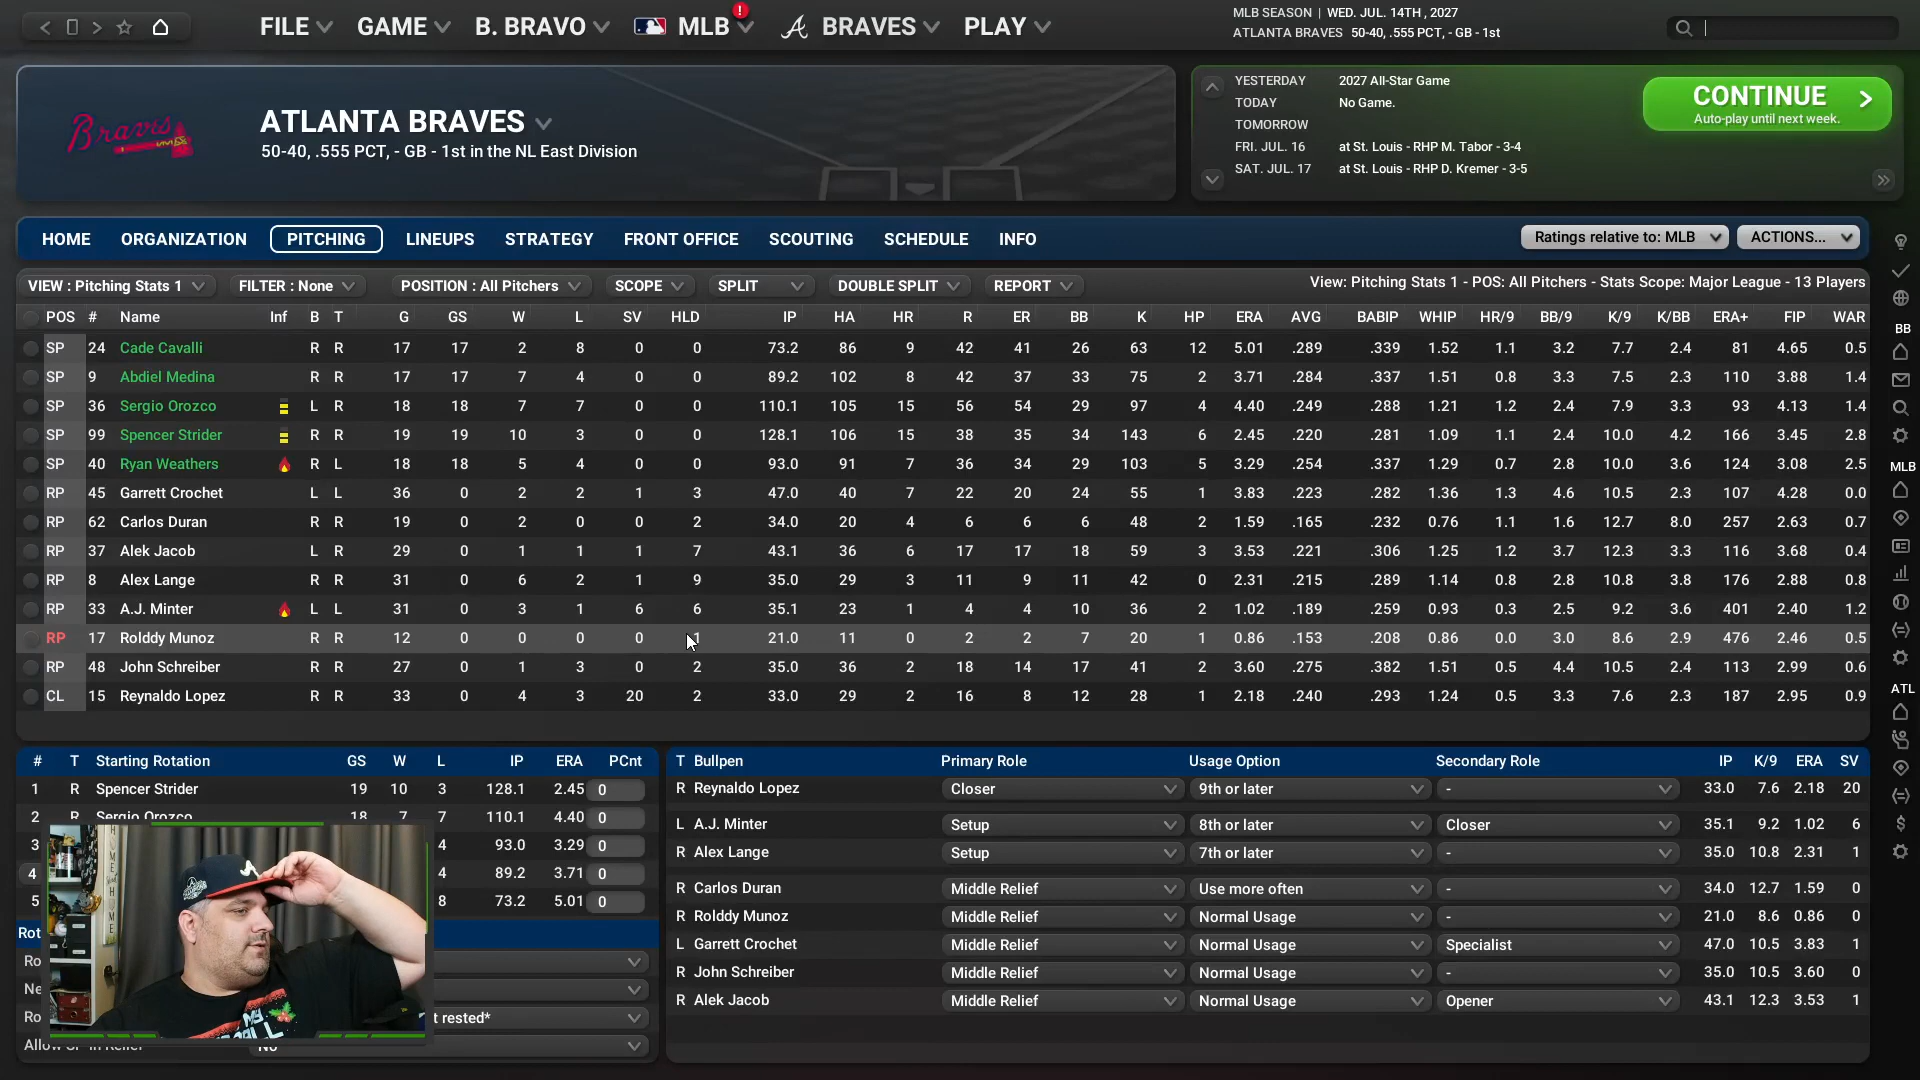 FILE GAME B. BRAVO MLB ! BRAVES PLAY
MLB SEASON | WED. JUL. 14TH , 2027
ATLANTA BRAVES 50-40, .555 PCT, - GB - 1st
Braves
ATLANTA BRAVES
50-40, .555 PCT, - GB - 1st in the NL East Division
YESTERDAY 2027 All-Star Game
TODAY No Game.
TOMORROW
FRI. JUL. 16 at St. Louis - RHP M. Tabor - 3-4
SAT. JUL. 17 at St. Louis - RHP D. Kremer - 3-5
CONTINUE
Auto-play until next week.
HOME ORGANIZATION PITCHING LINEUPS STRATEGY FRONT OFFICE SCOUTING SCHEDULE INFO
Ratings relative to: MLB ACTIONS...
VIEW : Pitching Stats 1 FILTER : None POSITION : All Pitchers SCOPE SPLIT DOUBLE SPLIT REPORT
View: Pitching Stats 1 - POS: All Pitchers - Stats Scope: Major League - 13 Players
POS # Name Inf B T G GS W L SV HLD IP HA HR R ER BB K HP ERA AVG BABIP WHIP HR/9 BB/9 K/9 K/BB ERA+ FIP WAR
SP 24 Cade Cavalli R R 17 17 2 8 0 0 73.2 86 9 42 41 26 63 12 5.01 .289 .339 1.52 1.1 3.2 7.7 2.4 81 4.65 0.5
SP 9 Abdiel Medina R R 17 17 7 4 0 0 89.2 102 8 42 37 33 75 2 3.71 .284 .337 1.51 0.8 3.3 7.5 2.3 110 3.88 1.4
SP 36 Sergio Orozco L R 18 18 7 7 0 0 110.1 105 15 56 54 29 97 4 4.40 .249 .288 1.21 1.2 2.4 7.9 3.3 93 4.13 1.4
SP 99 Spencer Strider R R 19 19 10 3 0 0 128.1 106 15 38 35 34 143 6 2.45 .220 .281 1.09 1.1 2.4 10.0 4.2 166 3.45 2.8
SP 40 Ryan Weathers R L 18 18 5 4 0 0 93.0 91 7 36 34 29 103 5 3.29 .254 .337 1.29 0.7 2.8 10.0 3.6 124 3.08 2.5
RP 45 Garrett Crochet L L 36 0 2 2 1 3 47.0 40 7 22 20 24 55 1 3.83 .223 .282 1.36 1.3 4.6 10.5 2.3 107 4.28 0.0
RP 62 Carlos Duran R R 19 0 2 0 0 2 34.0 20 4 6 6 6 48 2 1.59 .165 .232 0.76 1.1 1.6 12.7 8.0 257 2.63 0.7
RP 37 Alek Jacob L R 29 0 1 1 1 7 43.1 36 6 17 17 18 59 3 3.53 .221 .306 1.25 1.2 3.7 12.3 3.3 116 3.68 0.4
RP 8 Alex Lange R R 31 0 6 2 1 9 35.0 29 3 11 9 11 42 0 2.31 .215 .289 1.14 0.8 2.8 10.8 3.8 176 2.88 0.8
RP 33 A.J. Minter L L 31 0 3 1 6 6 35.1 23 1 4 4 10 36 2 1.02 .189 .259 0.93 0.3 2.5 9.2 3.6 401 2.40 1.2
RP 17 Rolddy Munoz R R 12 0 0 0 0 1 21.0 11 0 2 2 7 20 1 0.86 .153 .208 0.86 0.0 3.0 8.6 2.9 476 2.46 0.5
RP 48 John Schreiber R R 27 0 1 3 0 2 35.0 36 2 18 14 17 41 2 3.60 .275 .382 1.51 0.5 4.4 10.5 2.4 113 2.99 0.6
CL 15 Reynaldo Lopez R R 33 0 4 3 20 2 33.0 29 2 16 8 12 28 1 2.18 .240 .293 1.24 0.5 3.3 7.6 2.3 187 2.95 0.9
BB
MLB
ATL
# T Starting Rotation GS W L IP ERA PCnt
1 R Spencer Strider 19 10 3 128.1 2.45 0
2 R Sergio Orozco 18 7 7 110.1 4.40 0
3 4 93.0 3.29 0
4 4 89.2 3.71 0
5 8 73.2 5.01 0
Rot
Ro
Ne
Ro t rested*
Allow SP in Relief No
T Bullpen Primary Role Usage Option Secondary Role IP K/9 ERA SV
R Reynaldo Lopez Closer 9th or later - 33.0 7.6 2.18 20
L A.J. Minter Setup 8th or later Closer 35.1 9.2 1.02 6
R Alex Lange Setup 7th or later - 35.0 10.8 2.31 1
R Carlos Duran Middle Relief Use more often - 34.0 12.7 1.59 0
R Rolddy Munoz Middle Relief Normal Usage - 21.0 8.6 0.86 0
L Garrett Crochet Middle Relief Normal Usage Specialist 47.0 10.5 3.83 1
R John Schreiber Middle Relief Normal Usage - 35.0 10.5 3.60 0
R Alek Jacob Middle Relief Normal Usage Opener 43.1 12.3 3.53 1